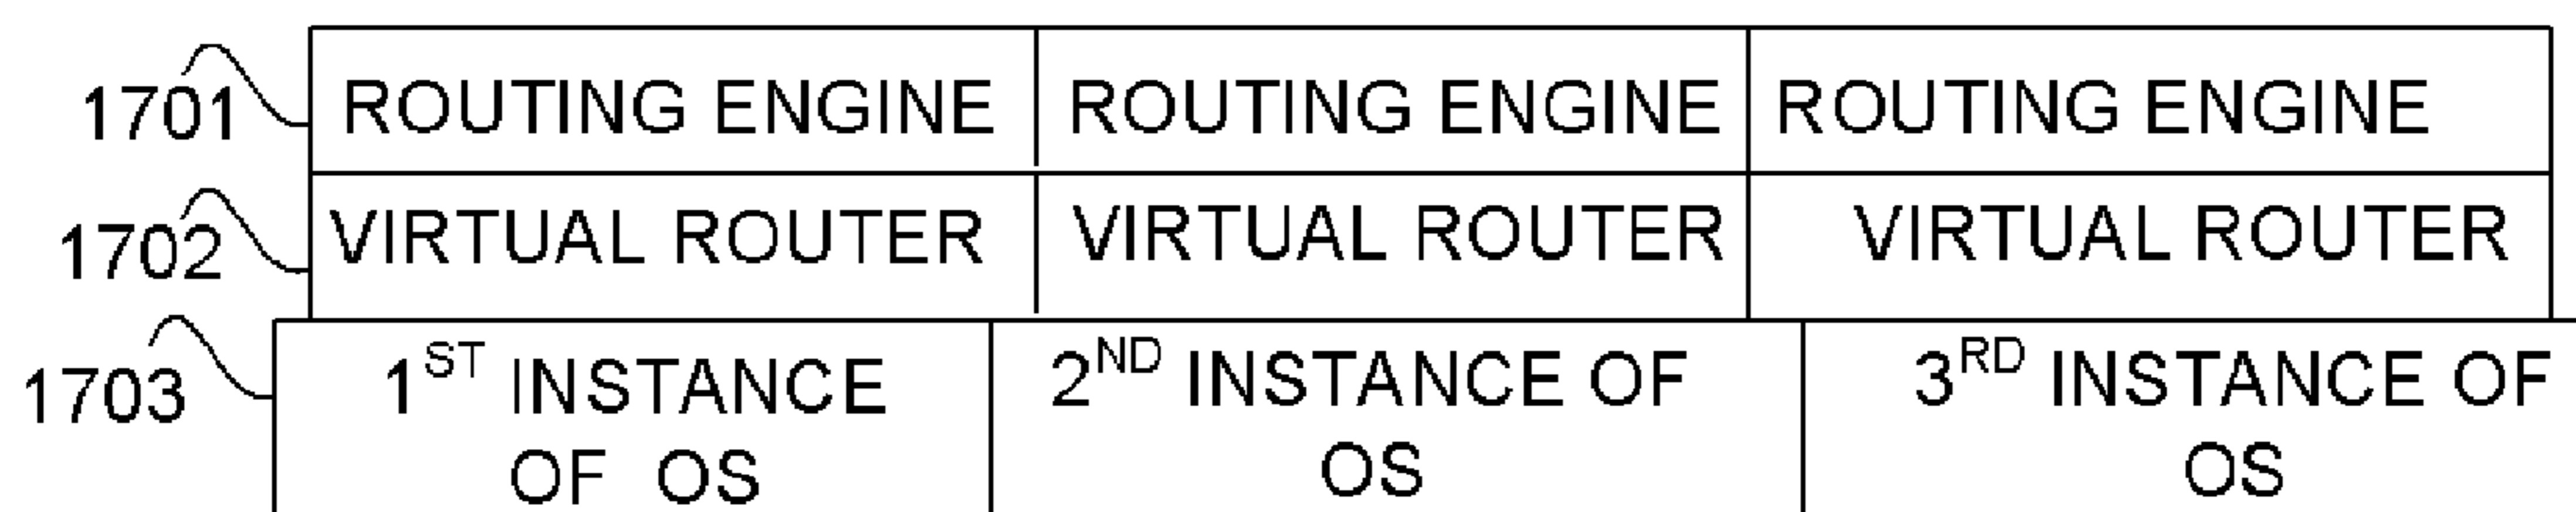 1701 ROUTING ENGINE ROUTING ENGINE ROUTING ENGINE
1702 VIRTUAL ROUTER VIRTUAL ROUTER VIRTUAL ROUTER
1703 1ST INSTANCE 2ND INSTANCE OF 3RD INSTANCE OF
OF OS OS OS